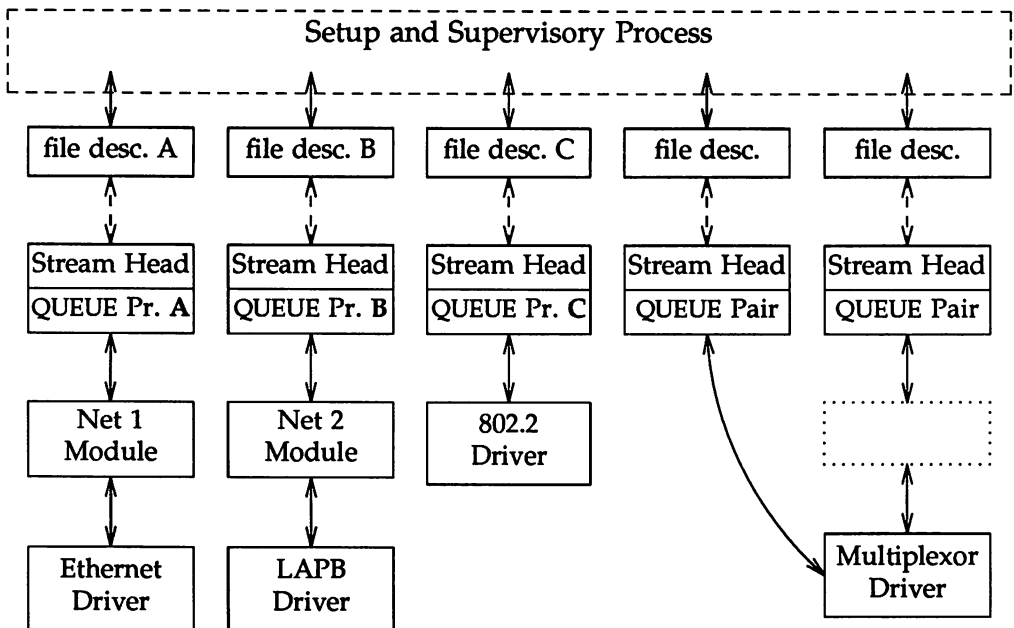 Setup and Supervisory Process
file desc. A
file desc. B
file desc. C
file desc.
file desc.
Stream Head
Stream Head
Stream Head
Stream Head
Stream Head
QUEUE Pr. A
QUEUE Pr. B
QUEUE Pr. C
QUEUE Pair
QUEUE Pair
Net 1
Module
Net 2
Module
802.2
Driver
Ethernet
Driver
LAPB
Driver
Multiplexor
Driver